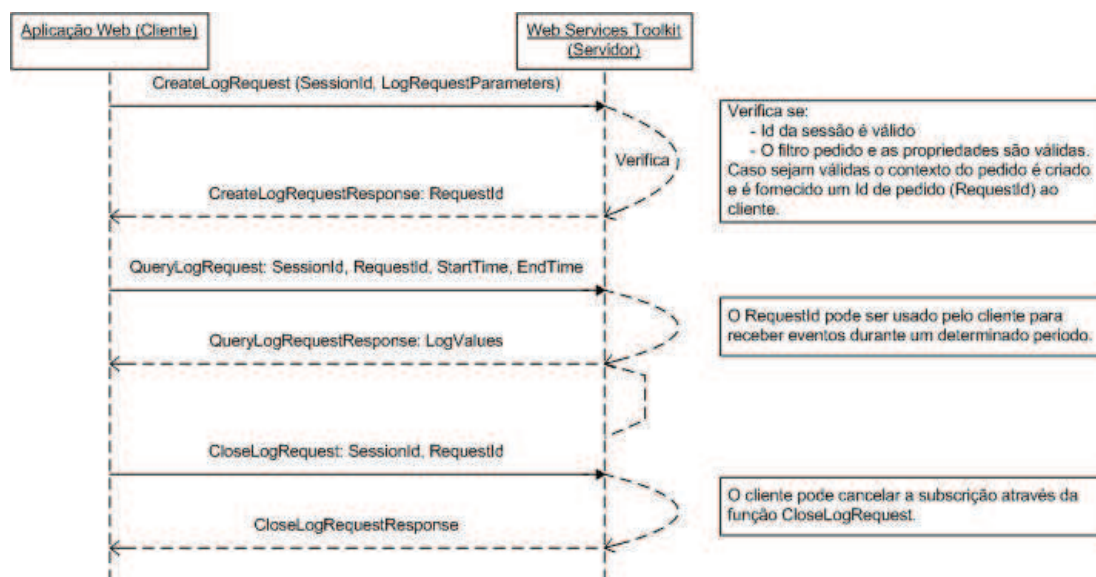 Aplicação Web (Cliente)
Web Services Toolkit
(Servidor)
CreateLogRequest (SessionId, LogRequestParameters)
Verifica
Verifica se:
- Id da sessão é válido
- O filtro pedido e as propriedades são válidas.
Caso sejam válidas o contexto do pedido é criado
e é fornecido um Id de pedido (RequestId) ao
cliente.
CreateLogRequestResponse: RequestId
QueryLogRequest: SessionId, RequestId, StartTime, EndTime
O RequestId pode ser usado pelo cliente para
receber eventos durante um determinado periodo.
QueryLogRequestResponse: LogValues
CloseLogRequest: SessionId, RequestId
O cliente pode cancelar a subscrição através da
função CloseLogRequest.
CloseLogRequestResponse